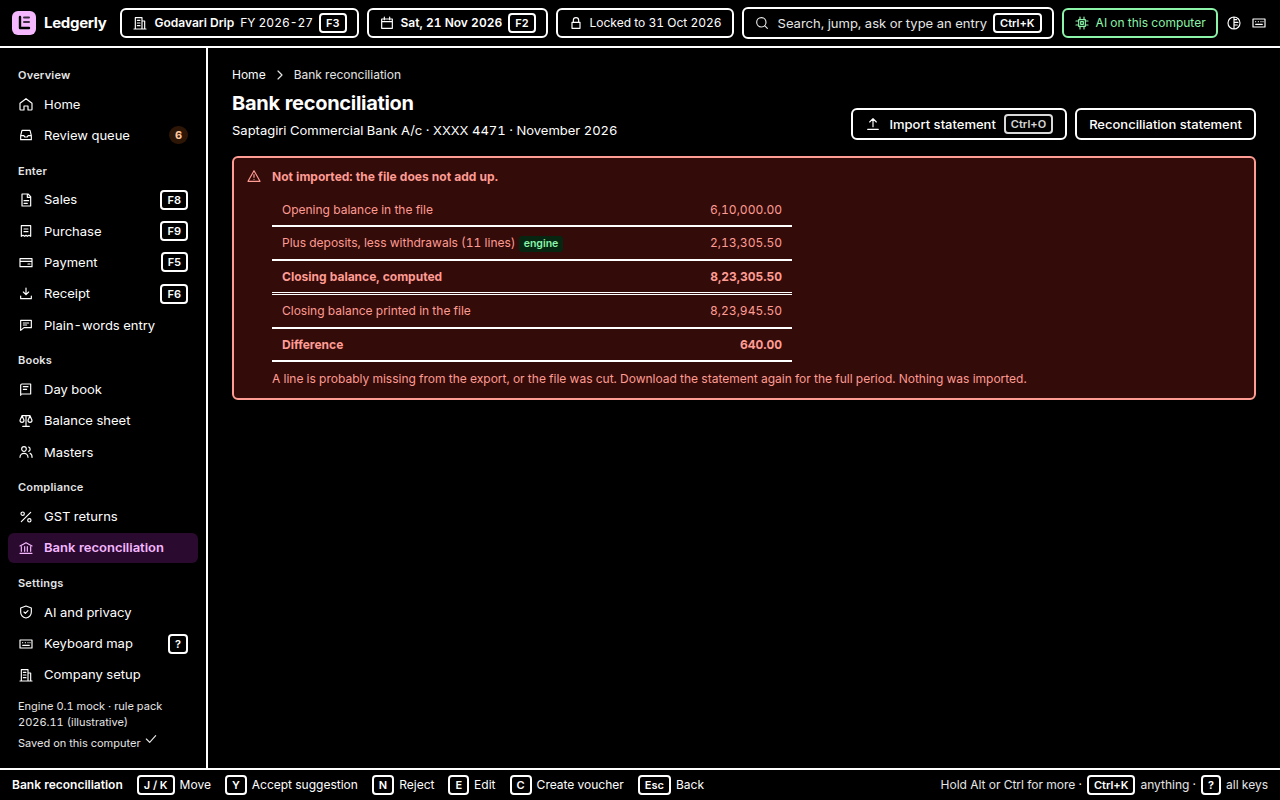 Ledgerly
Godavari Drip FY 2026-27 F3
Sat, 21 Nov 2026 F2
Locked to 31 Oct 2026
Search, jump, ask or type an entry Ctrl+K
AI on this computer
Overview
Home
Review queue 6
Enter
Sales F8
Purchase F9
Payment F5
Receipt F6
Plain-words entry
Books
Day book
Balance sheet
Masters
Compliance
GST returns
Bank reconciliation
Settings
AI and privacy
Keyboard map ?
Company setup
Engine 0.1 mock · rule pack
2026.11 (illustrative)
Saved on this computer
Home Bank reconciliation
Bank reconciliation
Saptagiri Commercial Bank A/c · XXXX 4471 · November 2026
Import statement Ctrl+O
Reconciliation statement
Not imported: the file does not add up.
Opening balance in the file 6,10,000.00
Plus deposits, less withdrawals (11 lines) engine 2,13,305.50
Closing balance, computed 8,23,305.50
Closing balance printed in the file 8,23,945.50
Difference 640.00
A line is probably missing from the export, or the file was cut. Download the statement again for the full period. Nothing was imported.
Bank reconciliation J / K Move Y Accept suggestion N Reject E Edit C Create voucher Esc Back Hold Alt or Ctrl for more · Ctrl+K anything · ? all keys